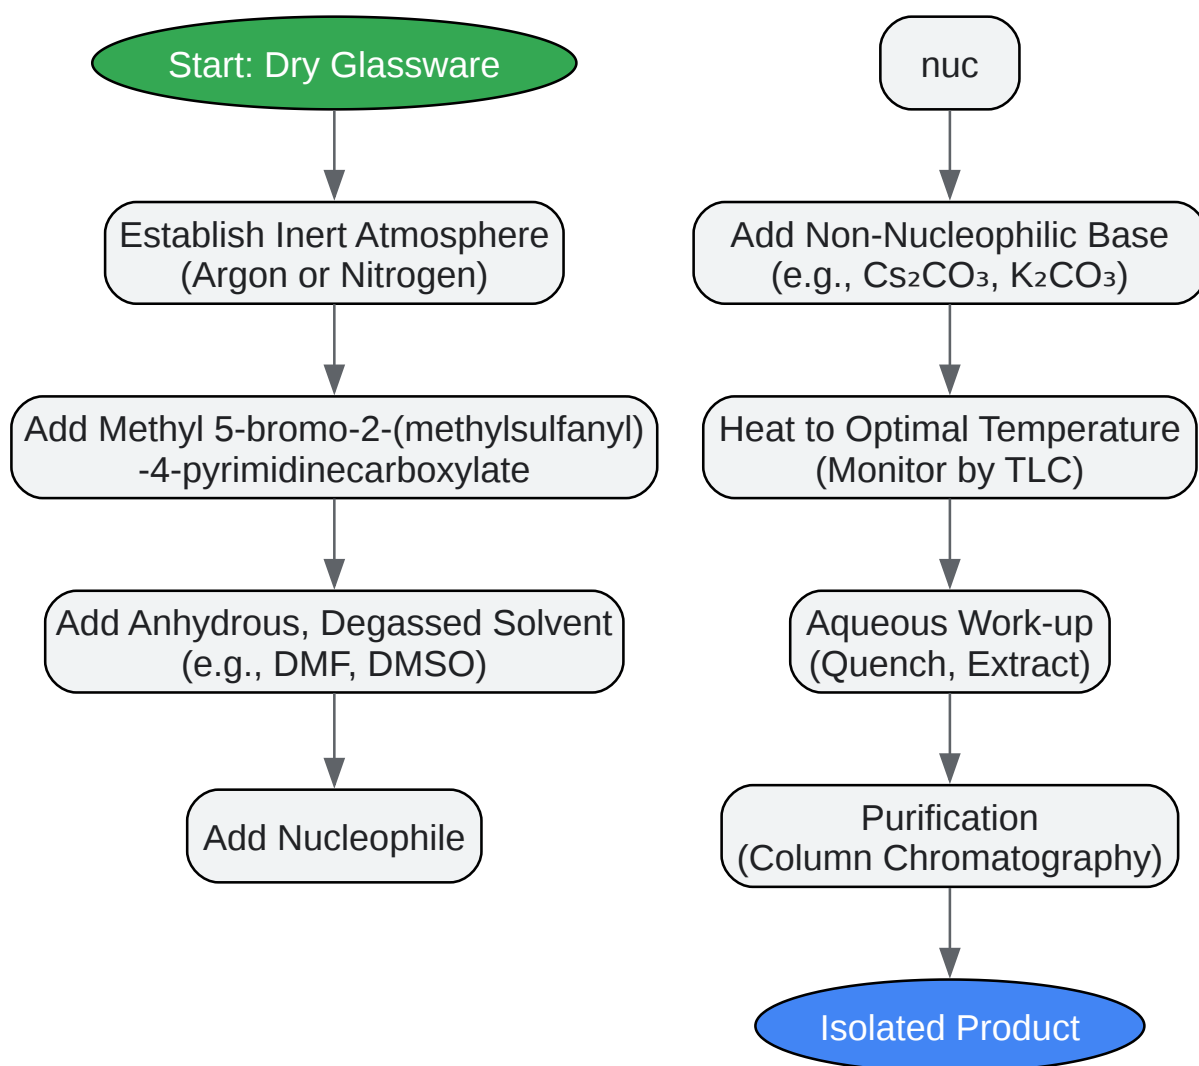 Start: Dry Glassware
Establish Inert Atmosphere
(Argon or Nitrogen)
Add Methyl 5-bromo-2-(methylsulfanyl)
-4-pyrimidinecarboxylate
Add Anhydrous, Degassed Solvent
(e.g., DMF, DMSO)
Add Nucleophile
nuc
Add Non-Nucleophilic Base
(e.g., Cs₂CO₃, K₂CO₃)
Heat to Optimal Temperature
(Monitor by TLC)
Aqueous Work-up
(Quench, Extract)
Purification
(Column Chromatography)
Isolated Product